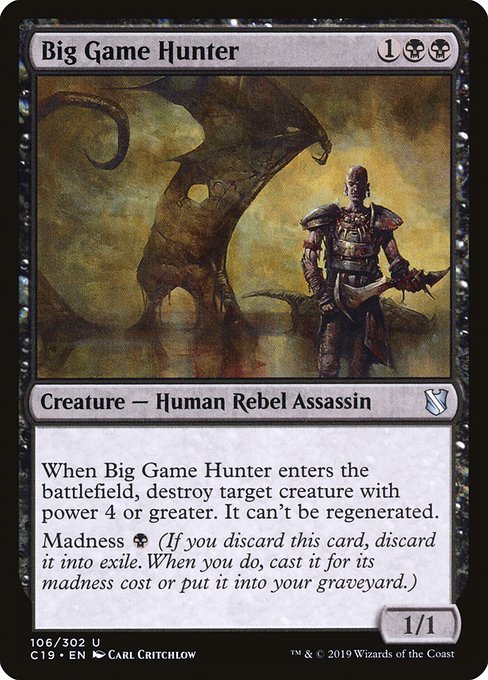 Big Game Hunter 1
Creature — Human Rebel Assassin
When Big Game Hunter enters the
battlefield, destroy target creature with
power 4 or greater. It can't be regenerated.
Madness (If you discard this card, discard
it into exile. When you do, cast it for its
madness cost or put it into your graveyard.)
1/1
106/302 U
C19 • EN Carl Critchlow
™ & © 2019 Wizards of the Coast